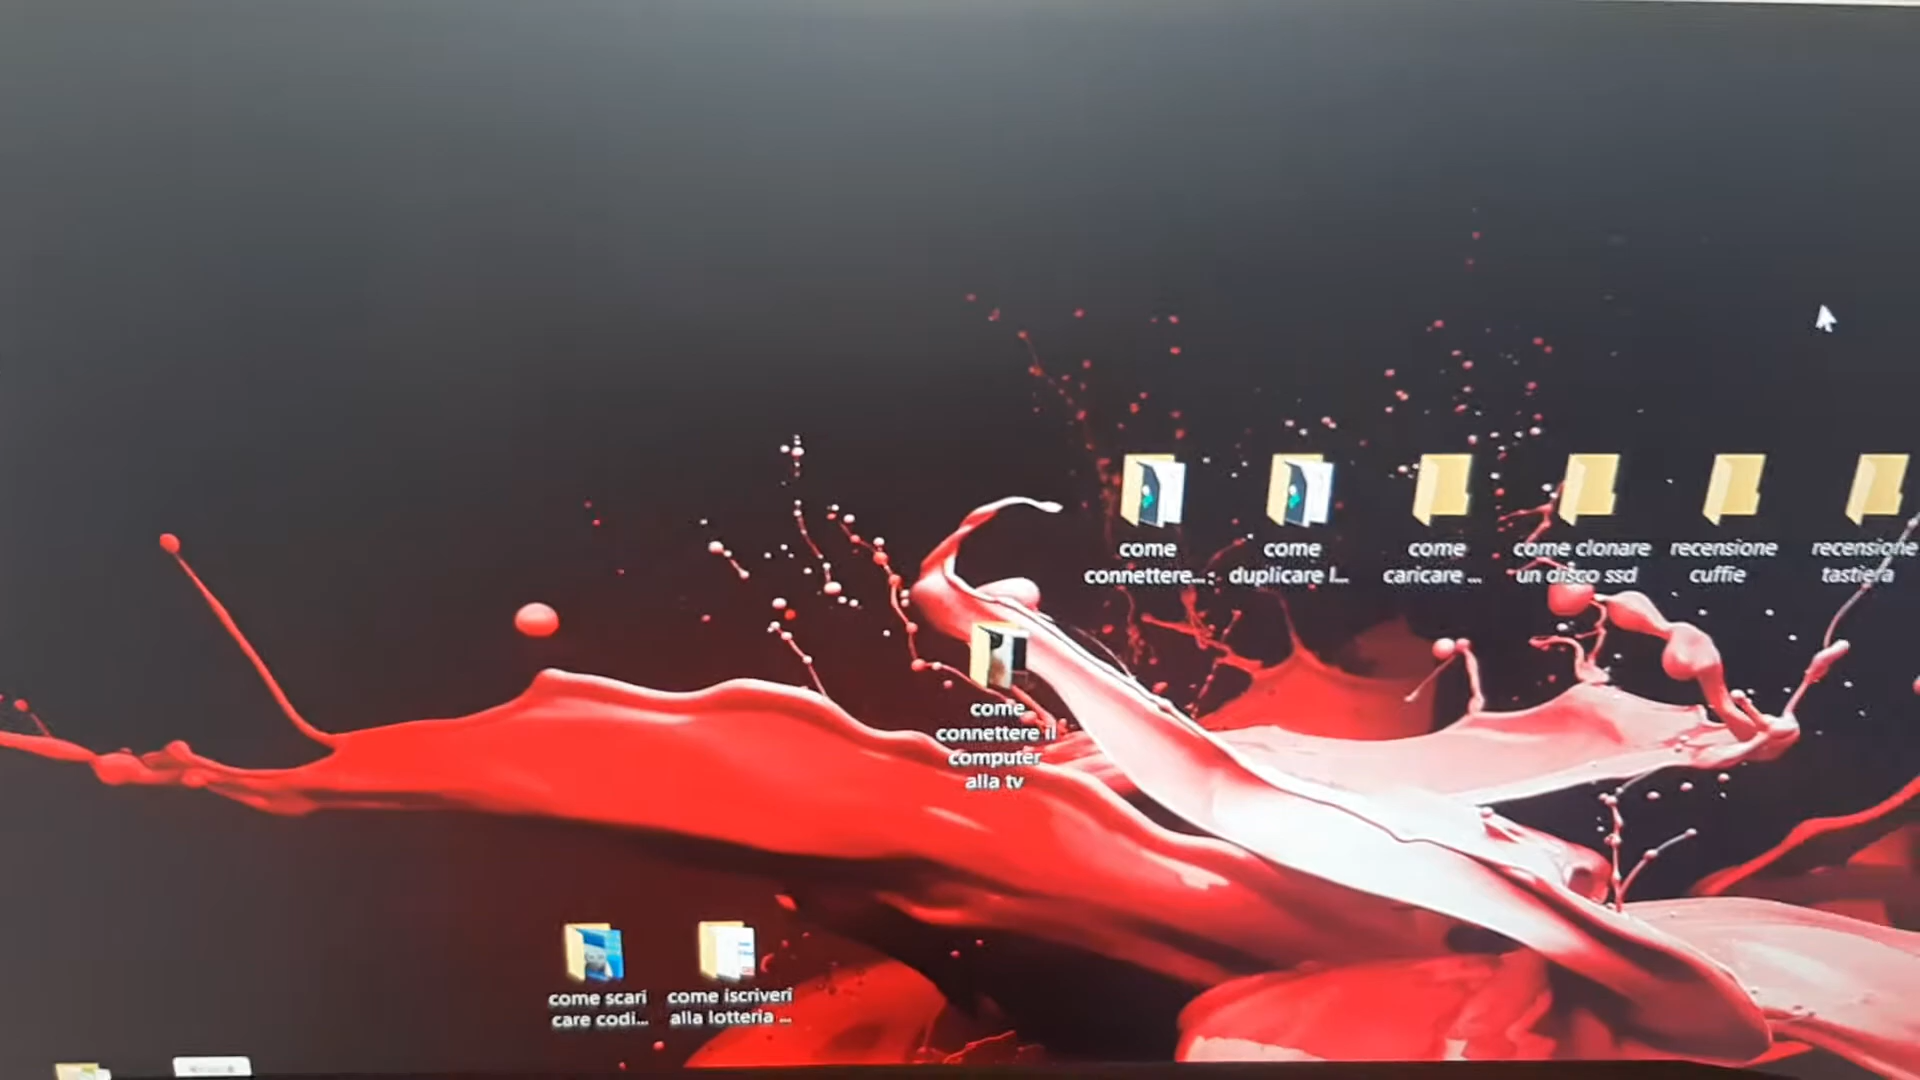 come
connettere...
come
duplicare l...
come
caricare ...
come clonare
un disco ssd
recensione
cuffie
recensione
tastiera
come
connettere il
computer
alla tv
come scari
care codi...
come iscriveri
alla lotteria ...